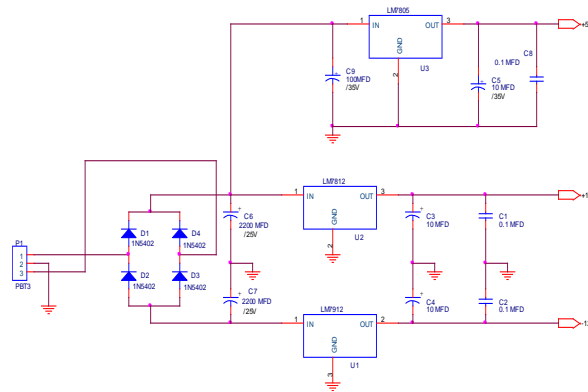 LM7805
1 IN OUT 3
GND
2
U3
+5
C9
100MFD
/35V
C5
10 MFD
/35V
C8
0.1 MFD
LM7812
1 IN OUT 3
GND
2
U2
+1
C6
2200 MFD
/25V
C3
10 MFD
C1
0.1 MFD
D1
1N5402
D4
1N5402
P1
1
2
3
PBT3
D2
1N5402
D3
1N5402
C7
2200 MFD
/25V
C4
10 MFD
C2
0.1 MFD
LM7912
1 IN OUT 2
GND
3
U1
-1